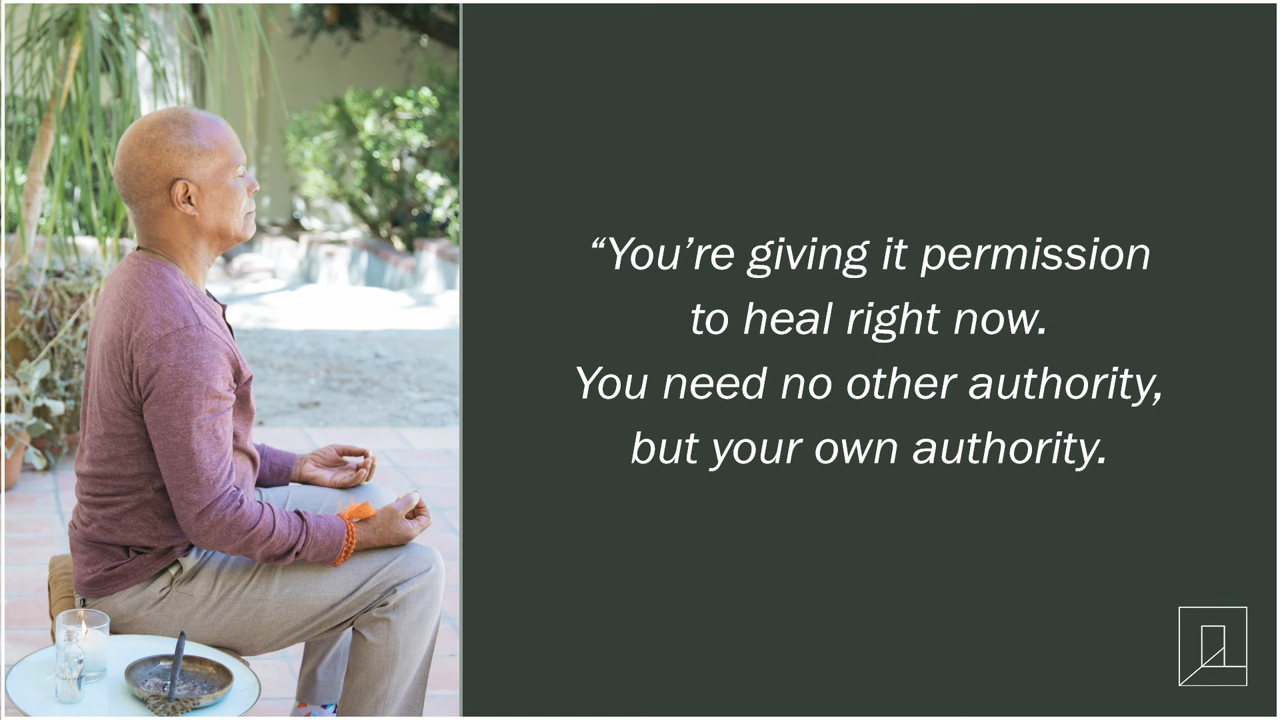 “You’re giving it permission
to heal right now.
You need no other authority,
but your own authority.